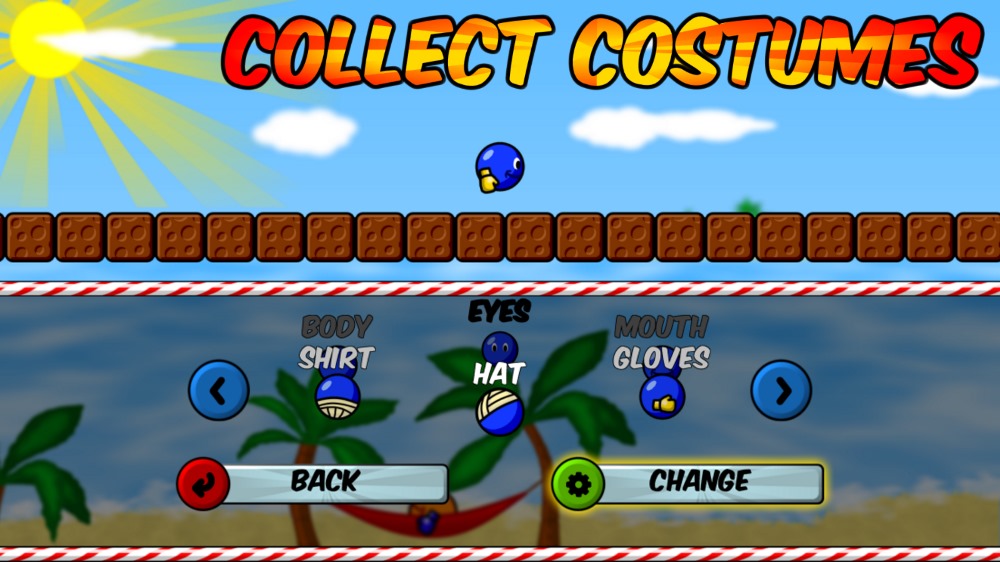 COLLECT COSTUMES
BODY
EYES
MOUTH
SHIRT
HAT
GLOVES
BACK
CHANGE